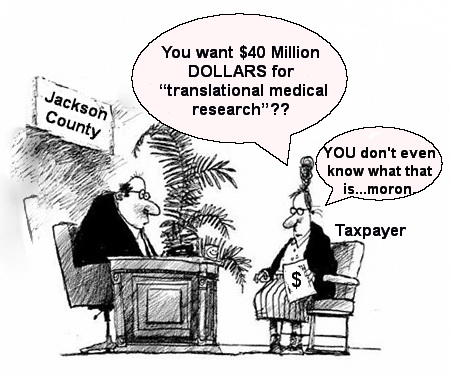 You want $40 Million
DOLLARS for
“translational medical
research”??
Jackson
County
YOU don't even
know what that
is...moron.
Taxpayer
$